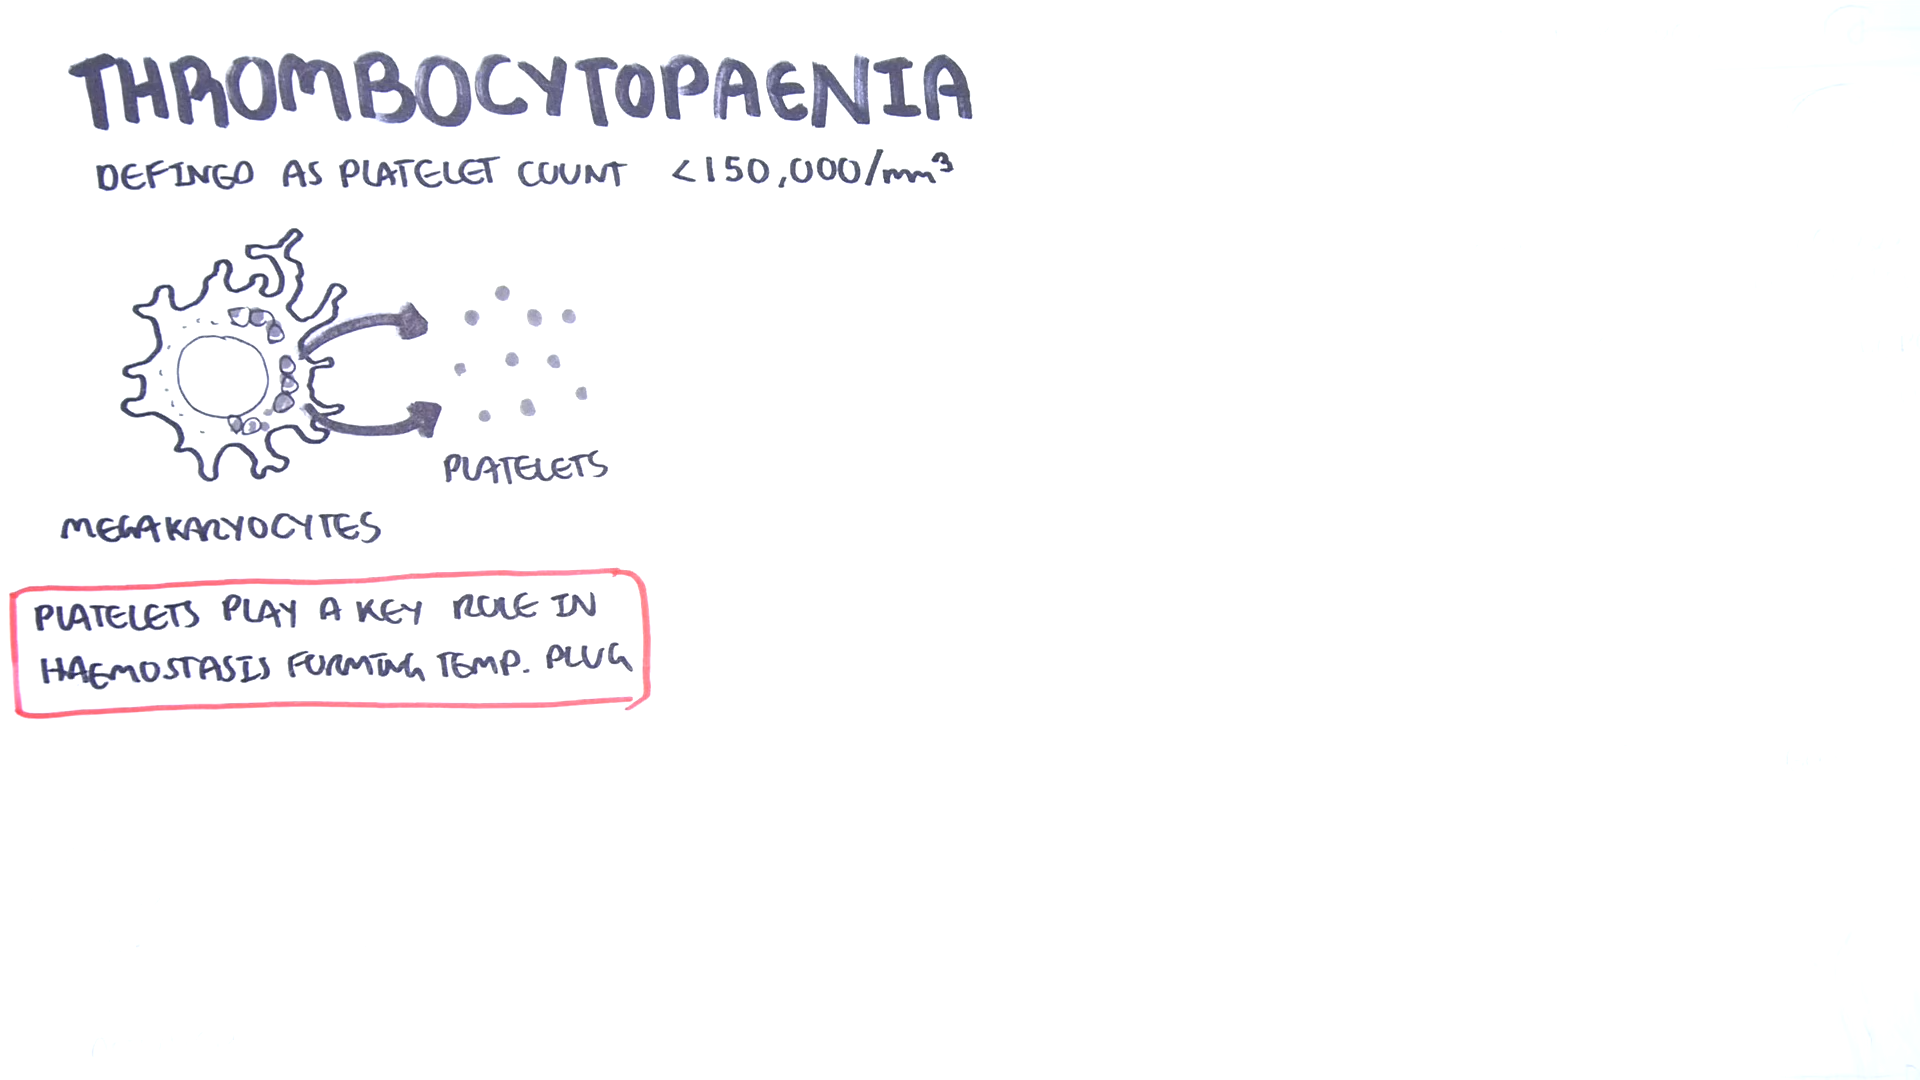 THROMBOCYTOPAENIA
DEFINED AS PLATELET COUNT <150,000/mm³
PLATELETS
MEGAKARYOCYTES
PLATELETS PLAY A KEY ROLE IN
HAEMOSTASIS FORMING TEMP. PLUG